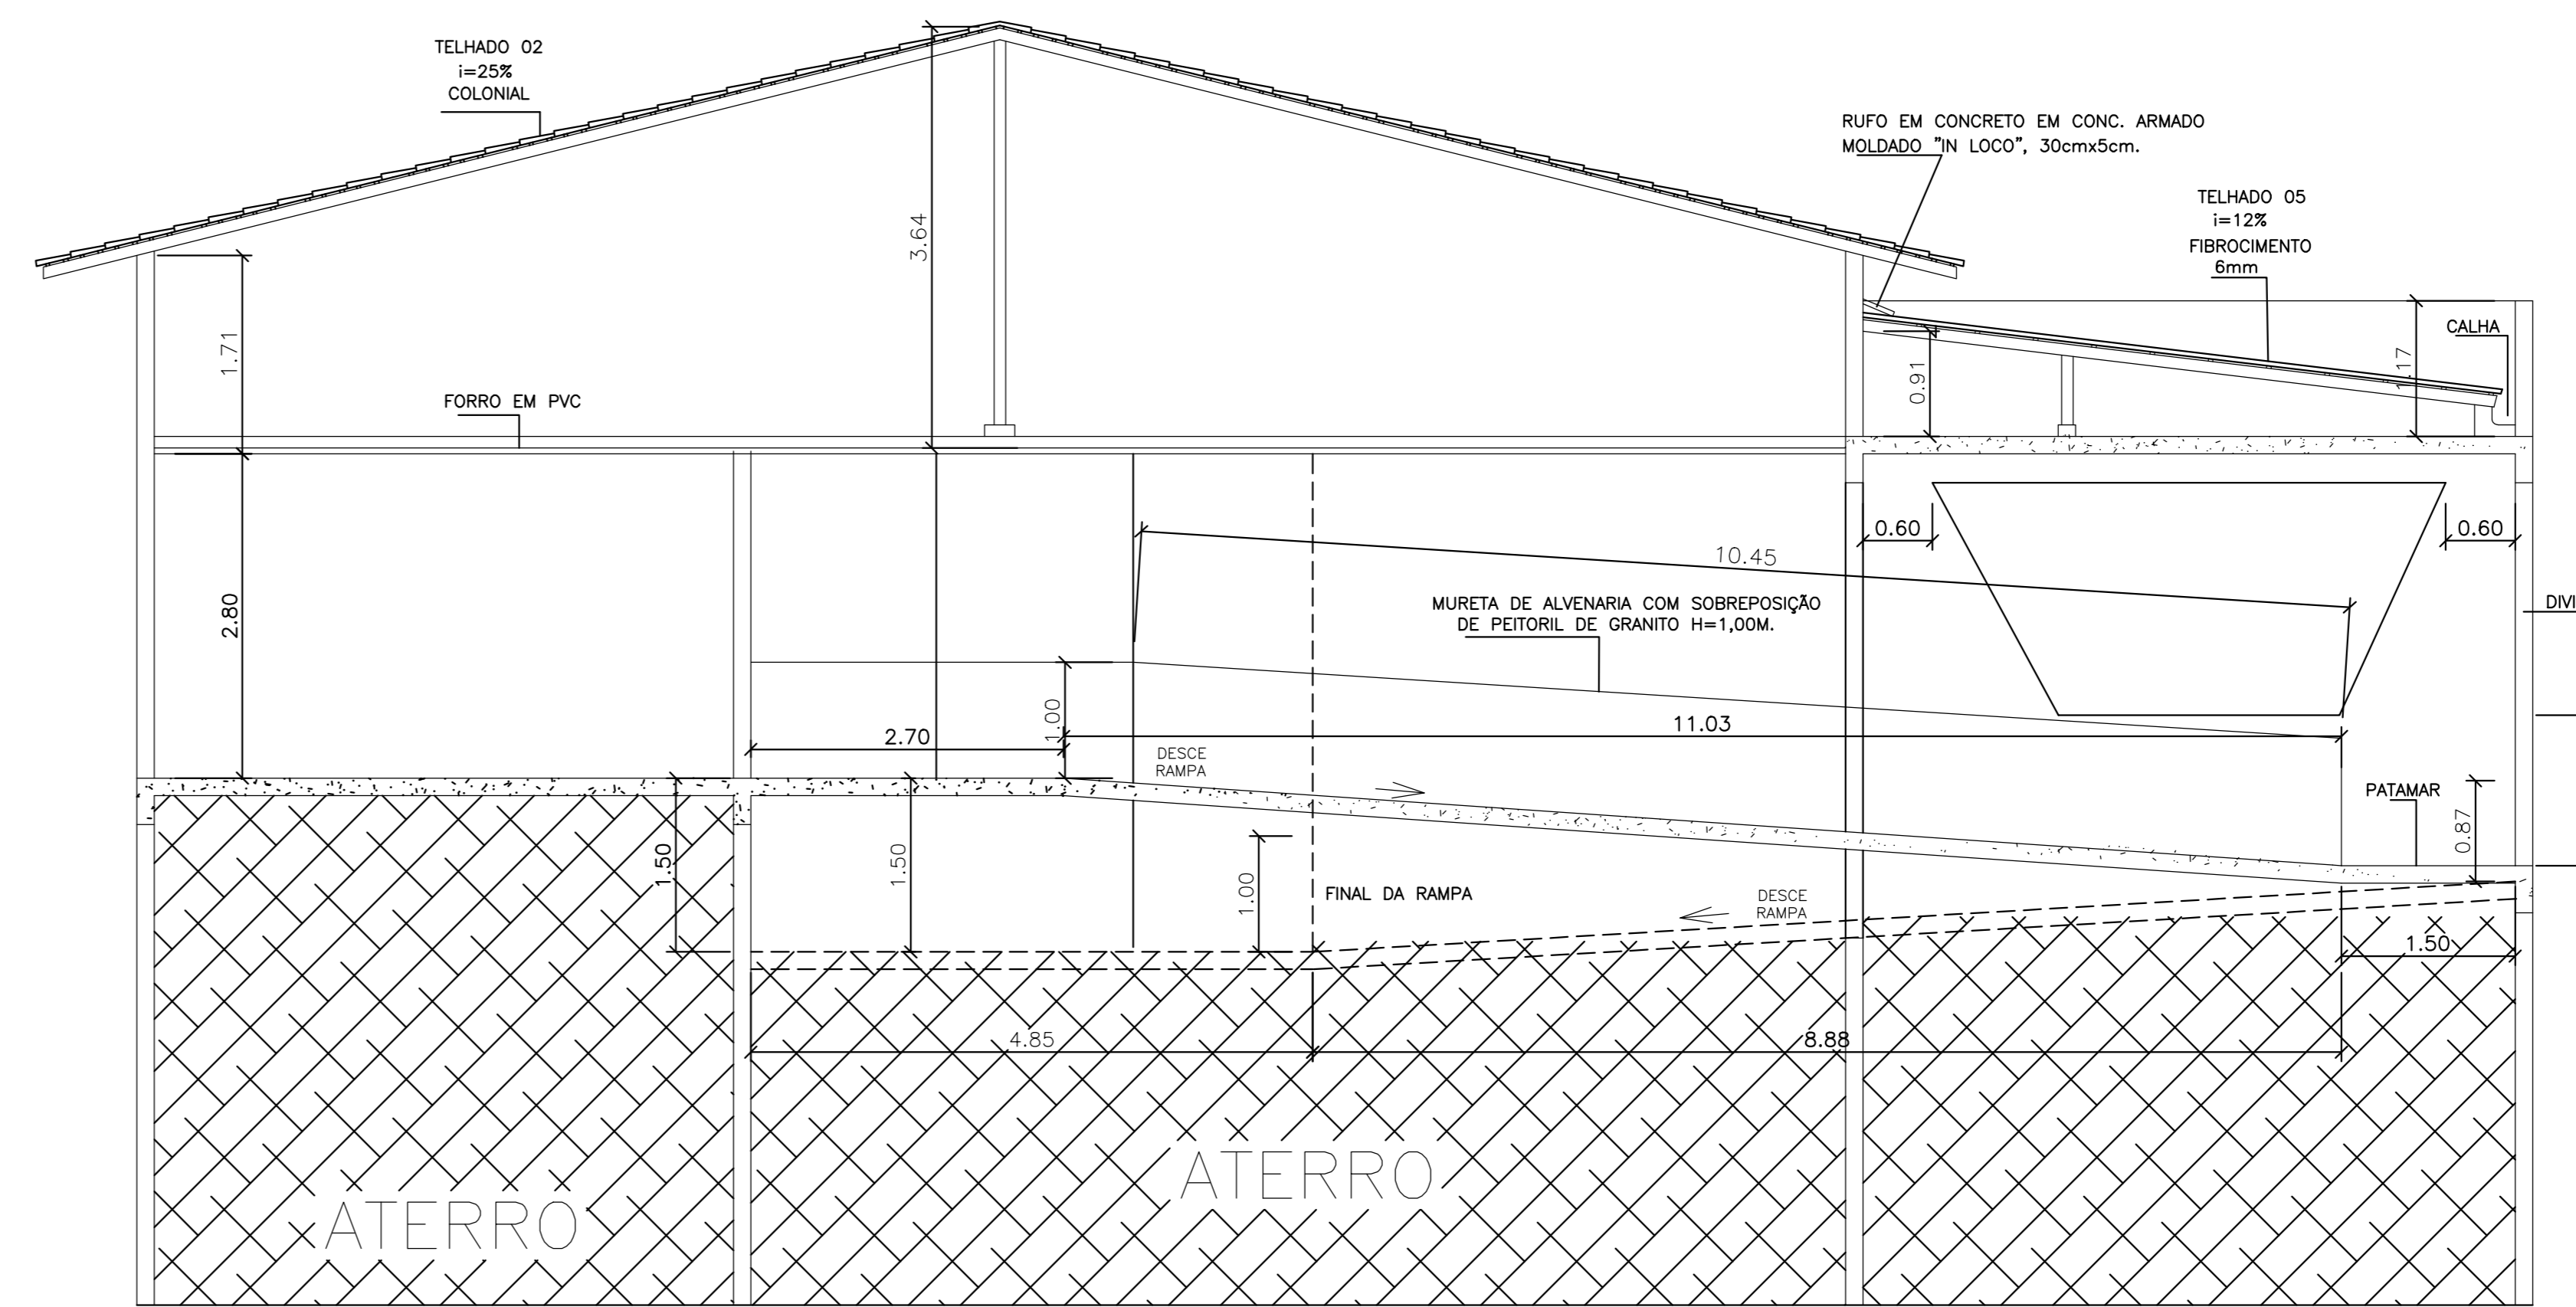 TELHADO 02
i=25%
COLONIAL
RUFO EM CONCRETO EM CONC. ARMADO
MOLDADO "IN LOCO", 30cmx5cm.
TELHADO 05
i=12%
FIBROCIMENTO
6mm
CALHA
3.64
1.71
0.91
1.17
FORRO EM PVC
0.60
0.60
10.45
2.80
MURETA DE ALVENARIA COM SOBREPOSIÇÃO
DE PEITORIL DE GRANITO H=1,00M.
DIVI
1.00
2.70
11.03
DESCE
RAMPA
PATAMAR
0.87
1.50
1.50
1.00
FINAL DA RAMPA
DESCE
RAMPA
1.50
4.85
8.88
ATERRO
ATERRO